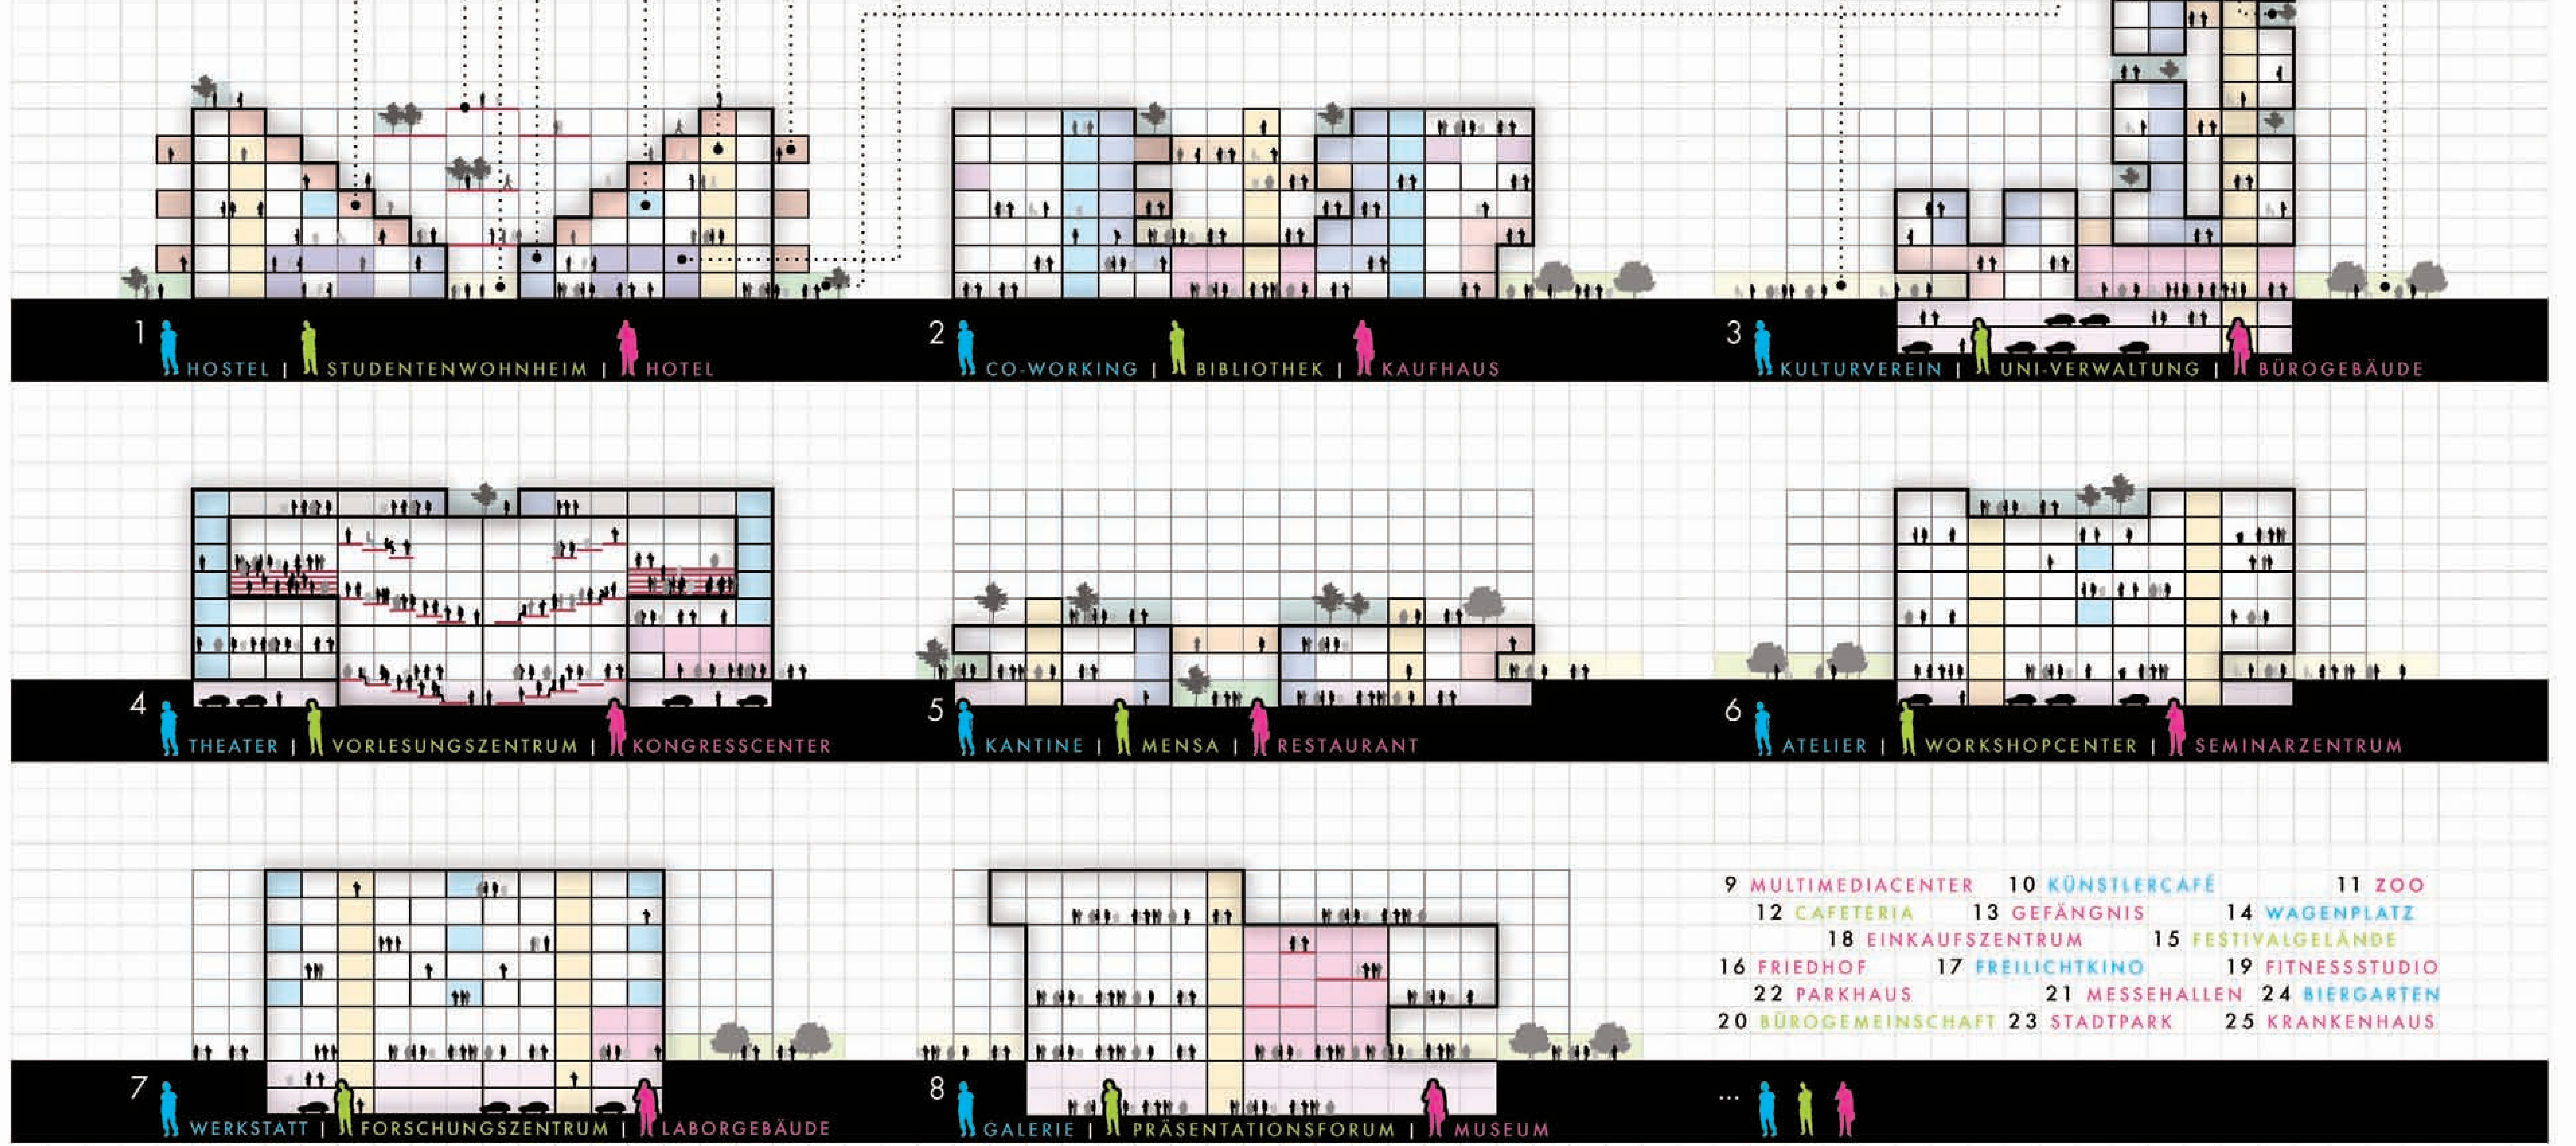 1 HOSTEL | STUDENTENWOHNHEIM | HOTEL
2 CO-WORKING | BIBLIOTHEK | KAUFHAUS
3 KULTURVEREIN | UNI-VERWALTUNG | BÜROGEBÄUDE
4 THEATER | VORLESUNGSZENTRUM | KONGRESSCENTER
5 KANTINE | MENSA | RESTAURANT
6 ATELIER | WORKSHOPCENTER | SEMINARZENTRUM
7 WERKSTATT | FORSCHUNGSZENTRUM | LABORGEBÄUDE
8 GALERIE | PRÄSENTATIONSFORUM | MUSEUM
9 MULTIMEDIACENTER 10 KÜNSTLERCAFÉ 11 ZOO
12 CAFETERIA 13 GEFÄNGNIS 14 WAGENPLATZ
18 EINKAUFSZENTRUM 15 FESTIVALGELÄNDE
16 FRIEDHOF 17 FREILICHTKINO 19 FITNESSSTUDIO
22 PARKHAUS 21 MESSEHALLEN 24 BIERGARTEN
20 BÜROGEMEINSCHAFT 23 STADTPARK 25 KRANKENHAUS
...